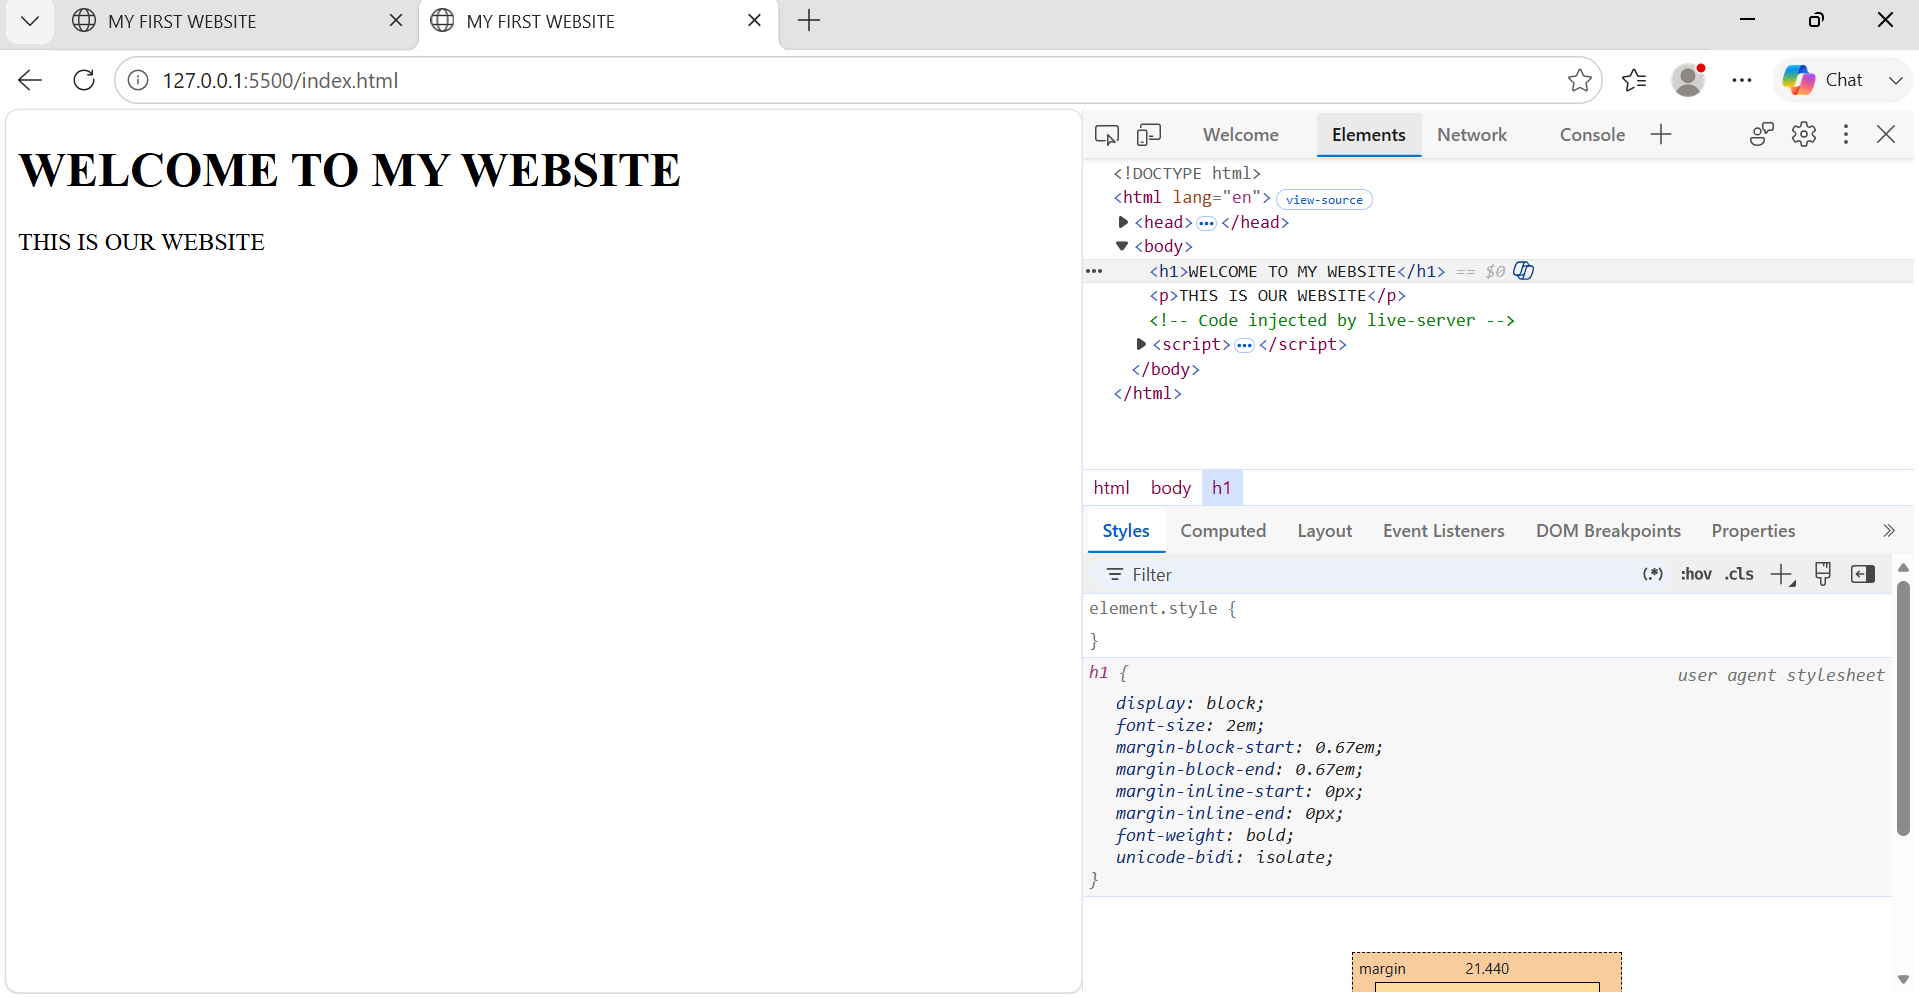 MY FIRST WEBSITE
MY FIRST WEBSITE
127.0.0.1:5500/index.html
Chat
WELCOME TO MY WEBSITE
THIS IS OUR WEBSITE
Welcome Elements Network Console
<!DOCTYPE html>
<html lang="en"> view-source
<head> ••• </head>
<body>
••• <h1>WELCOME TO MY WEBSITE</h1> == $0
<p>THIS IS OUR WEBSITE</p>
<!-- Code injected by live-server -->
<script> ••• </script>
</body>
</html>
html body h1
Styles Computed Layout Event Listeners DOM Breakpoints Properties
Filter (.*) :hov .cls
element.style {
}
h1 { user agent stylesheet
display: block;
font-size: 2em;
margin-block-start: 0.67em;
margin-block-end: 0.67em;
margin-inline-start: 0px;
margin-inline-end: 0px;
font-weight: bold;
unicode-bidi: isolate;
}
margin 21.440